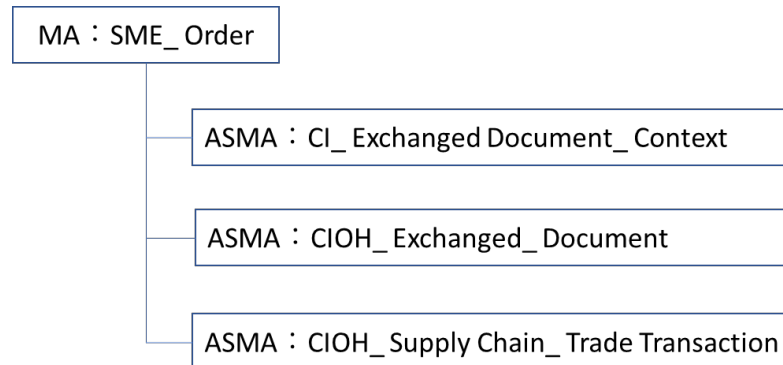 MA：SME_ Order
ASMA：CI_ Exchanged Document_ Context
ASMA：CIOH_ Exchanged_ Document
ASMA：CIOH_ Supply Chain_ Trade Transaction